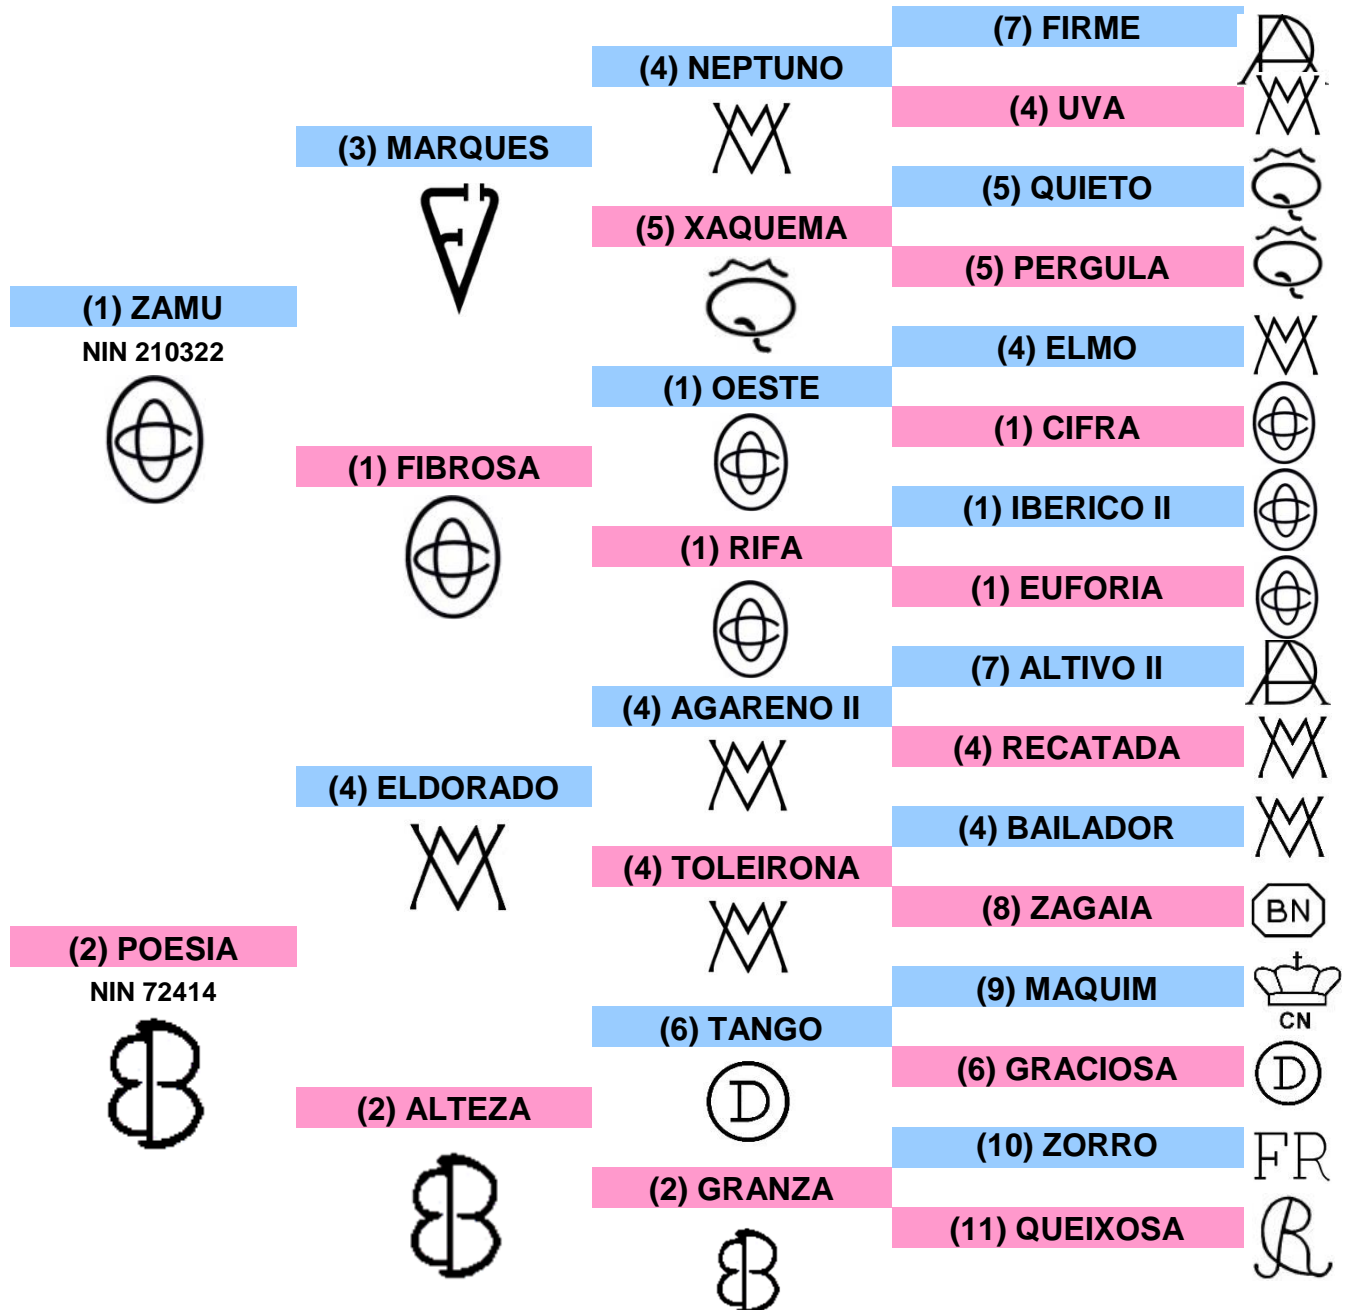 (1) ZAMU
NIN 210322
(2) POESIA
NIN 72414
(3) MARQUES
(1) FIBROSA
(4) ELDORADO
(2) ALTEZA
(4) NEPTUNO
(5) XAQUEMA
(1) OESTE
(1) RIFA
(4) AGARENO II
(4) TOLEIRONA
(6) TANGO
D
(2) GRANZA
(7) FIRME
(4) UVA
(5) QUIETO
(5) PERGULA
(4) ELMO
(1) CIFRA
(1) IBERICO II
(1) EUFORIA
(7) ALTIVO II
(4) RECATADA
(4) BAILADOR
(8) ZAGAIA
BN
(9) MAQUIM
CN
(6) GRACIOSA
D
(10) ZORRO
FR
(11) QUEIXOSA